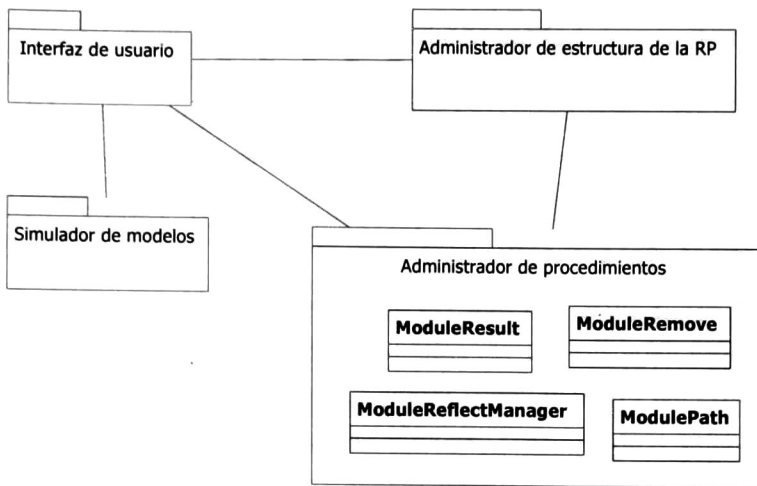 Interfaz de usuario
Administrador de estructura de la RP
Simulador de modelos
Administrador de procedimientos
ModuleResult
ModuleRemove
ModuleReflectManager
ModulePath